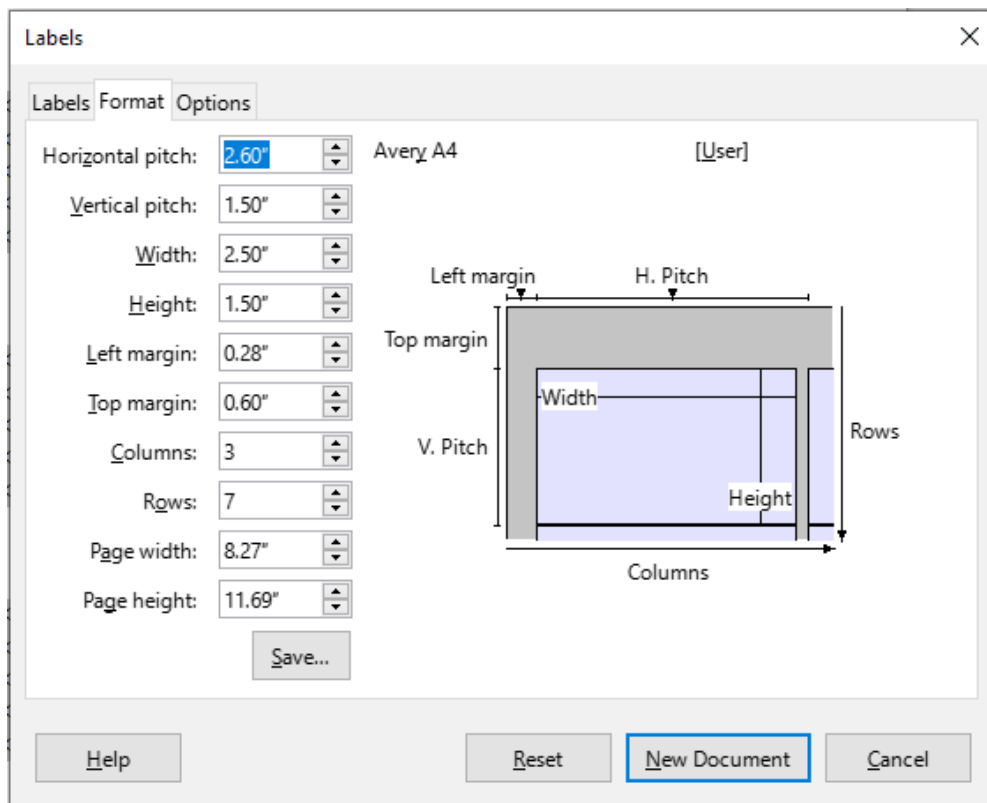 Labels
Labels Format Options
Horizontal pitch: 2.60" Avery A4 [User]
Vertical pitch: 1.50"
Width: 2.50"
Height: 1.50"
Left margin: 0.28"
Top margin: 0.60"
Columns: 3
Rows: 7
Page width: 8.27"
Page height: 11.69"
Save...
Left margin H. Pitch
Top margin
Width
V. Pitch
Rows
Height
Columns
Help Reset New Document Cancel